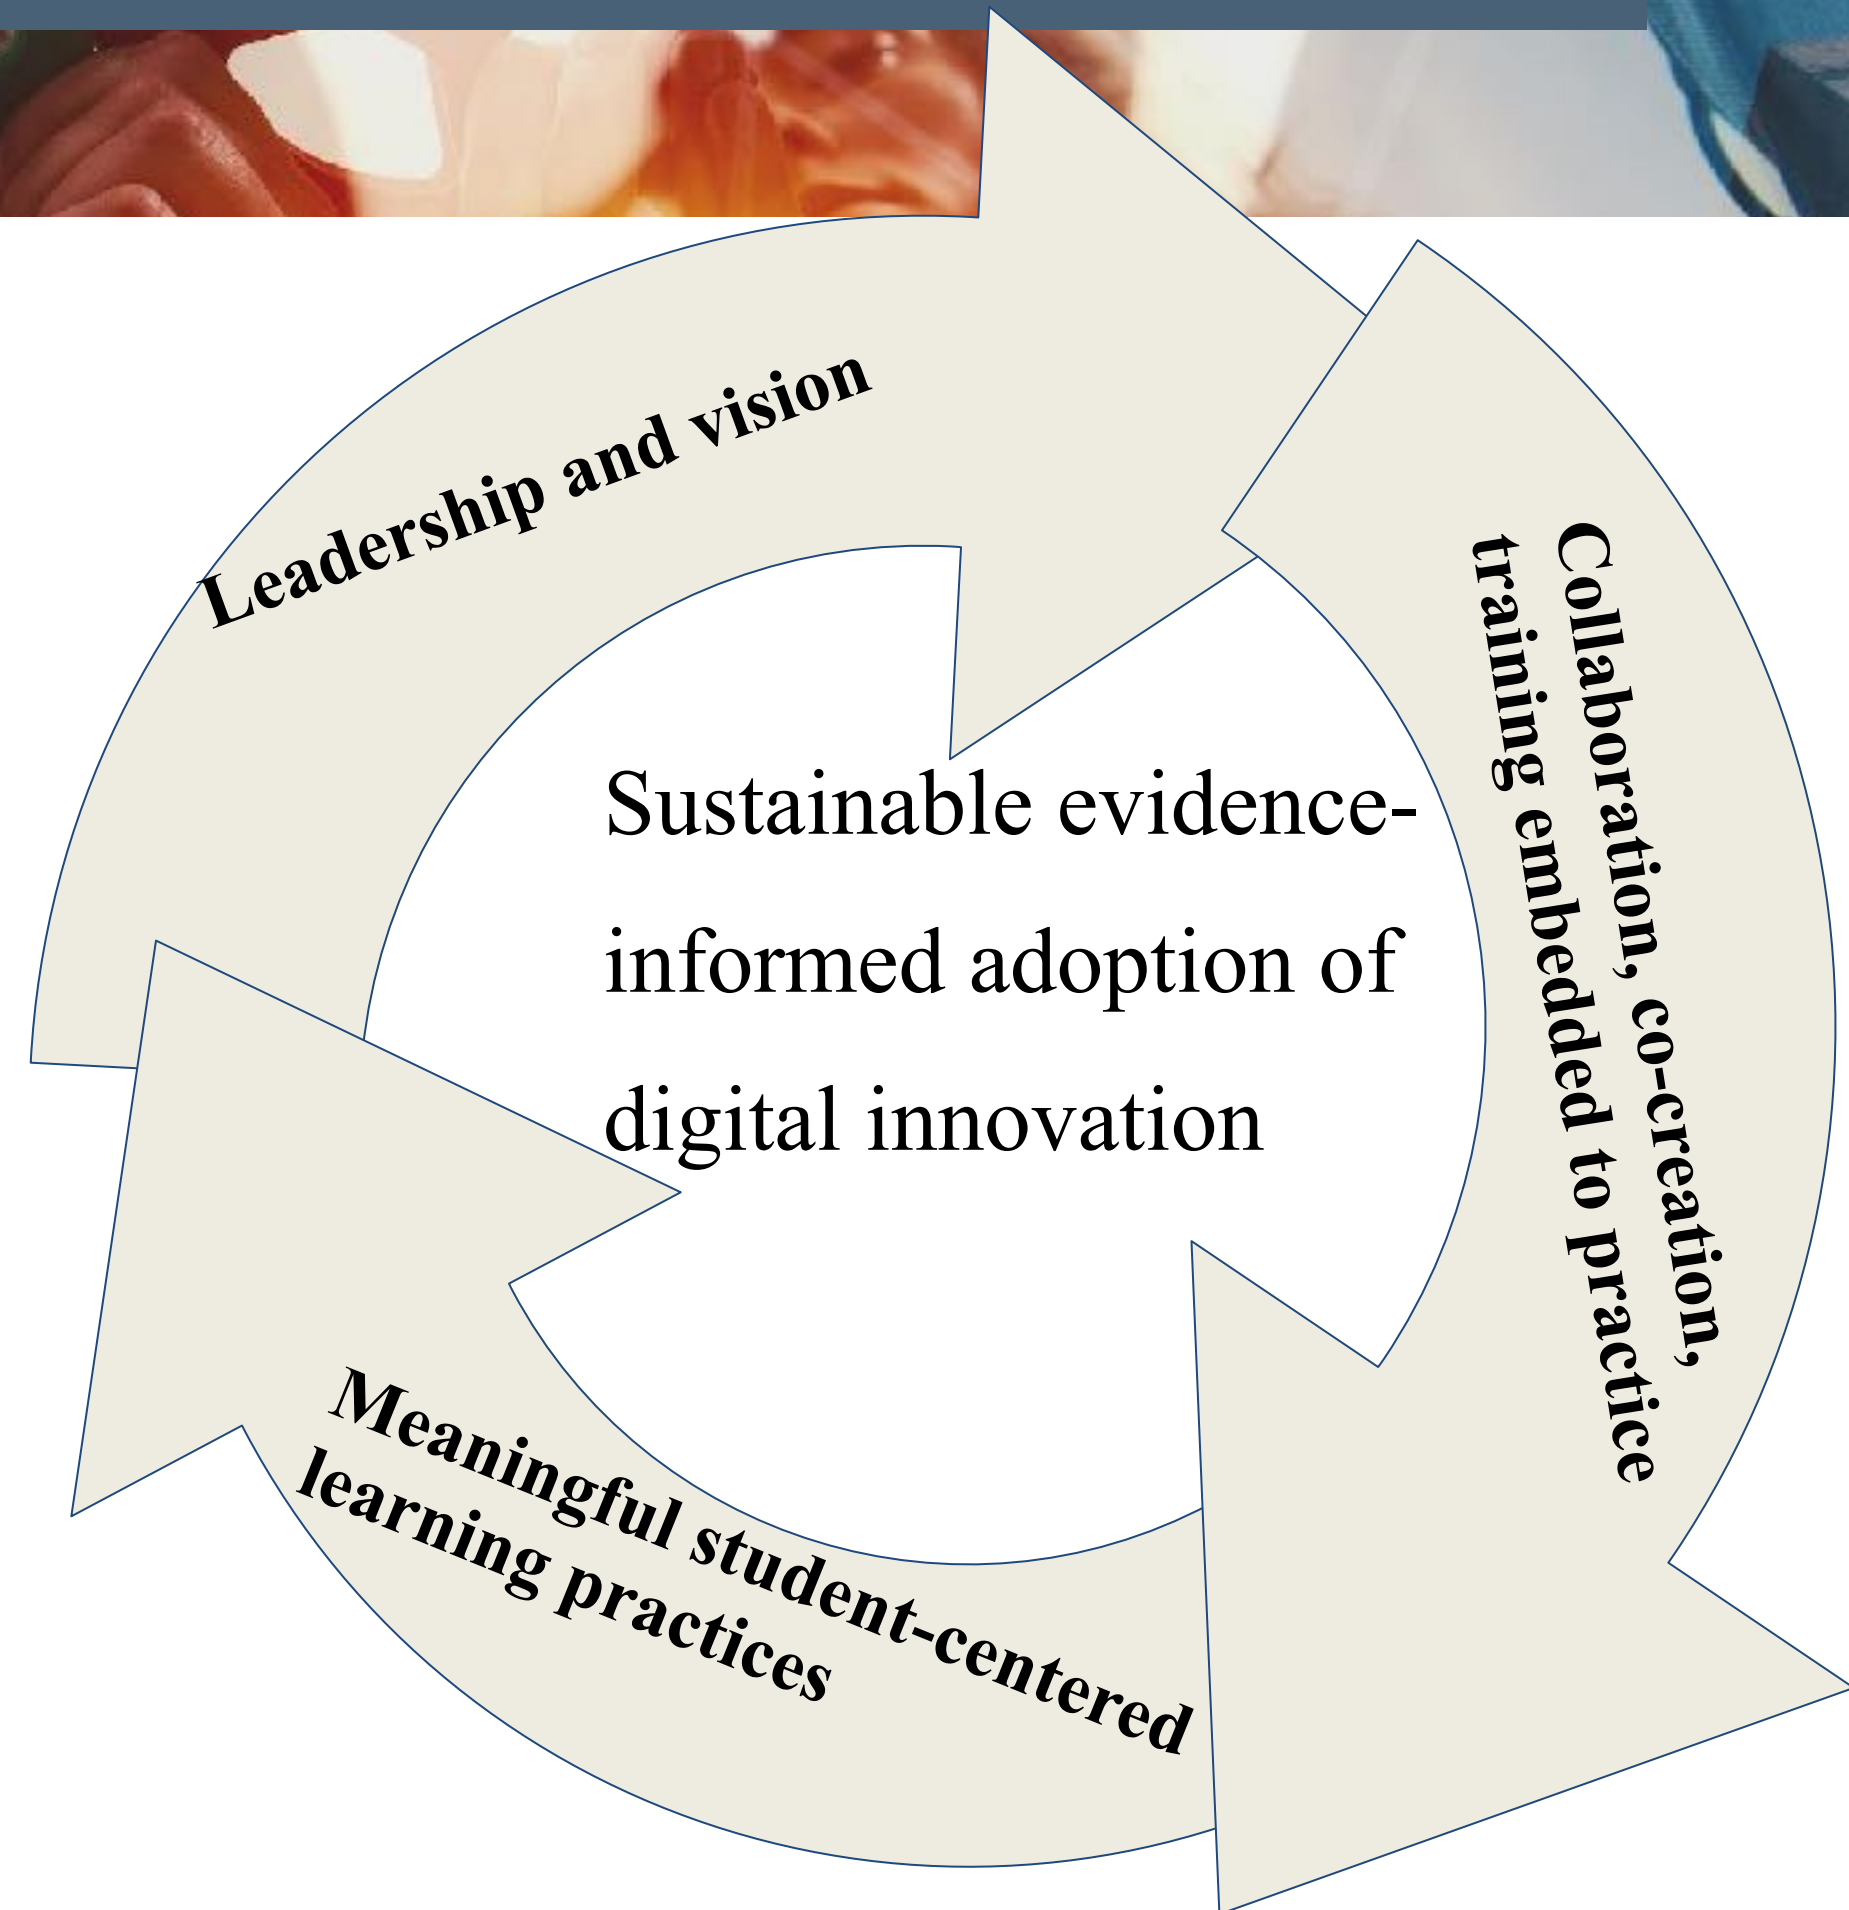 Leadership and vision
Collaboration, co-creation,
training embedded to practice
Sustainable evidence-
informed adoption of
digital innovation
Meaningful student-centered
learning practices